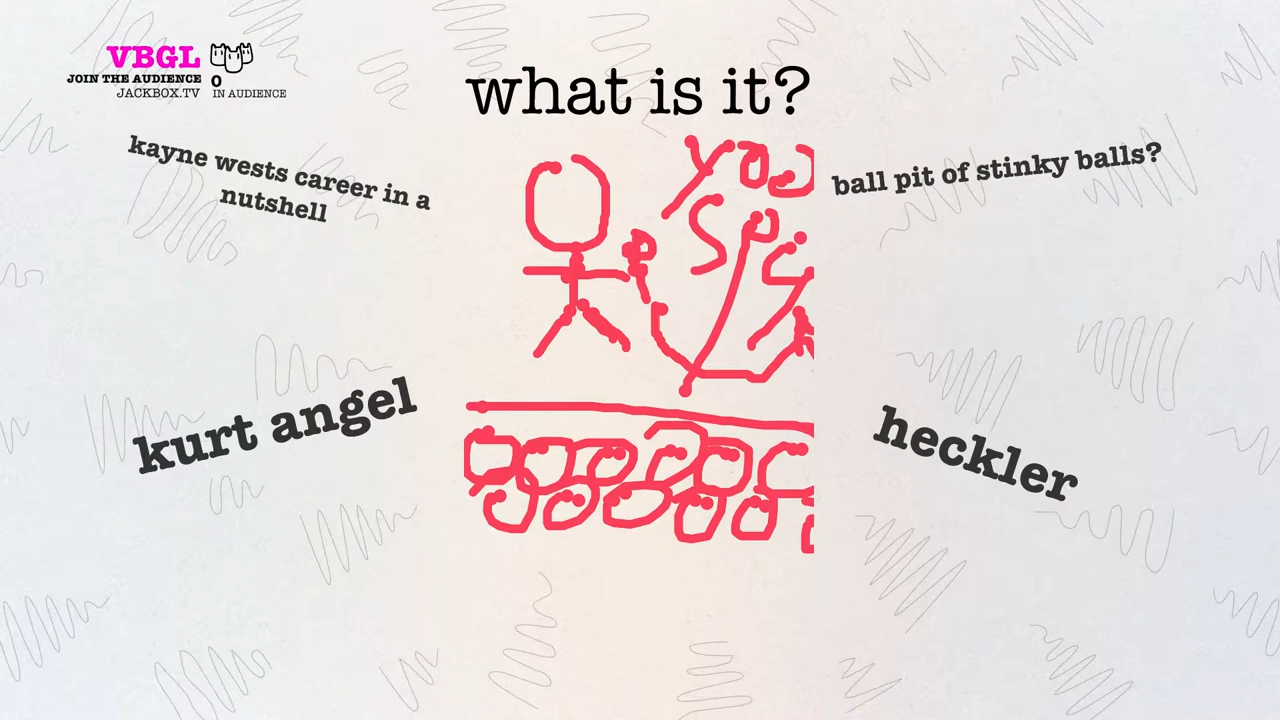 VBGL
JOIN THE AUDIENCE
JACKBOX.TV
0
IN AUDIENCE
what is it?
kayne wests career in a
nutshell
ball pit of stinky balls?
you
kurt angel
heckler